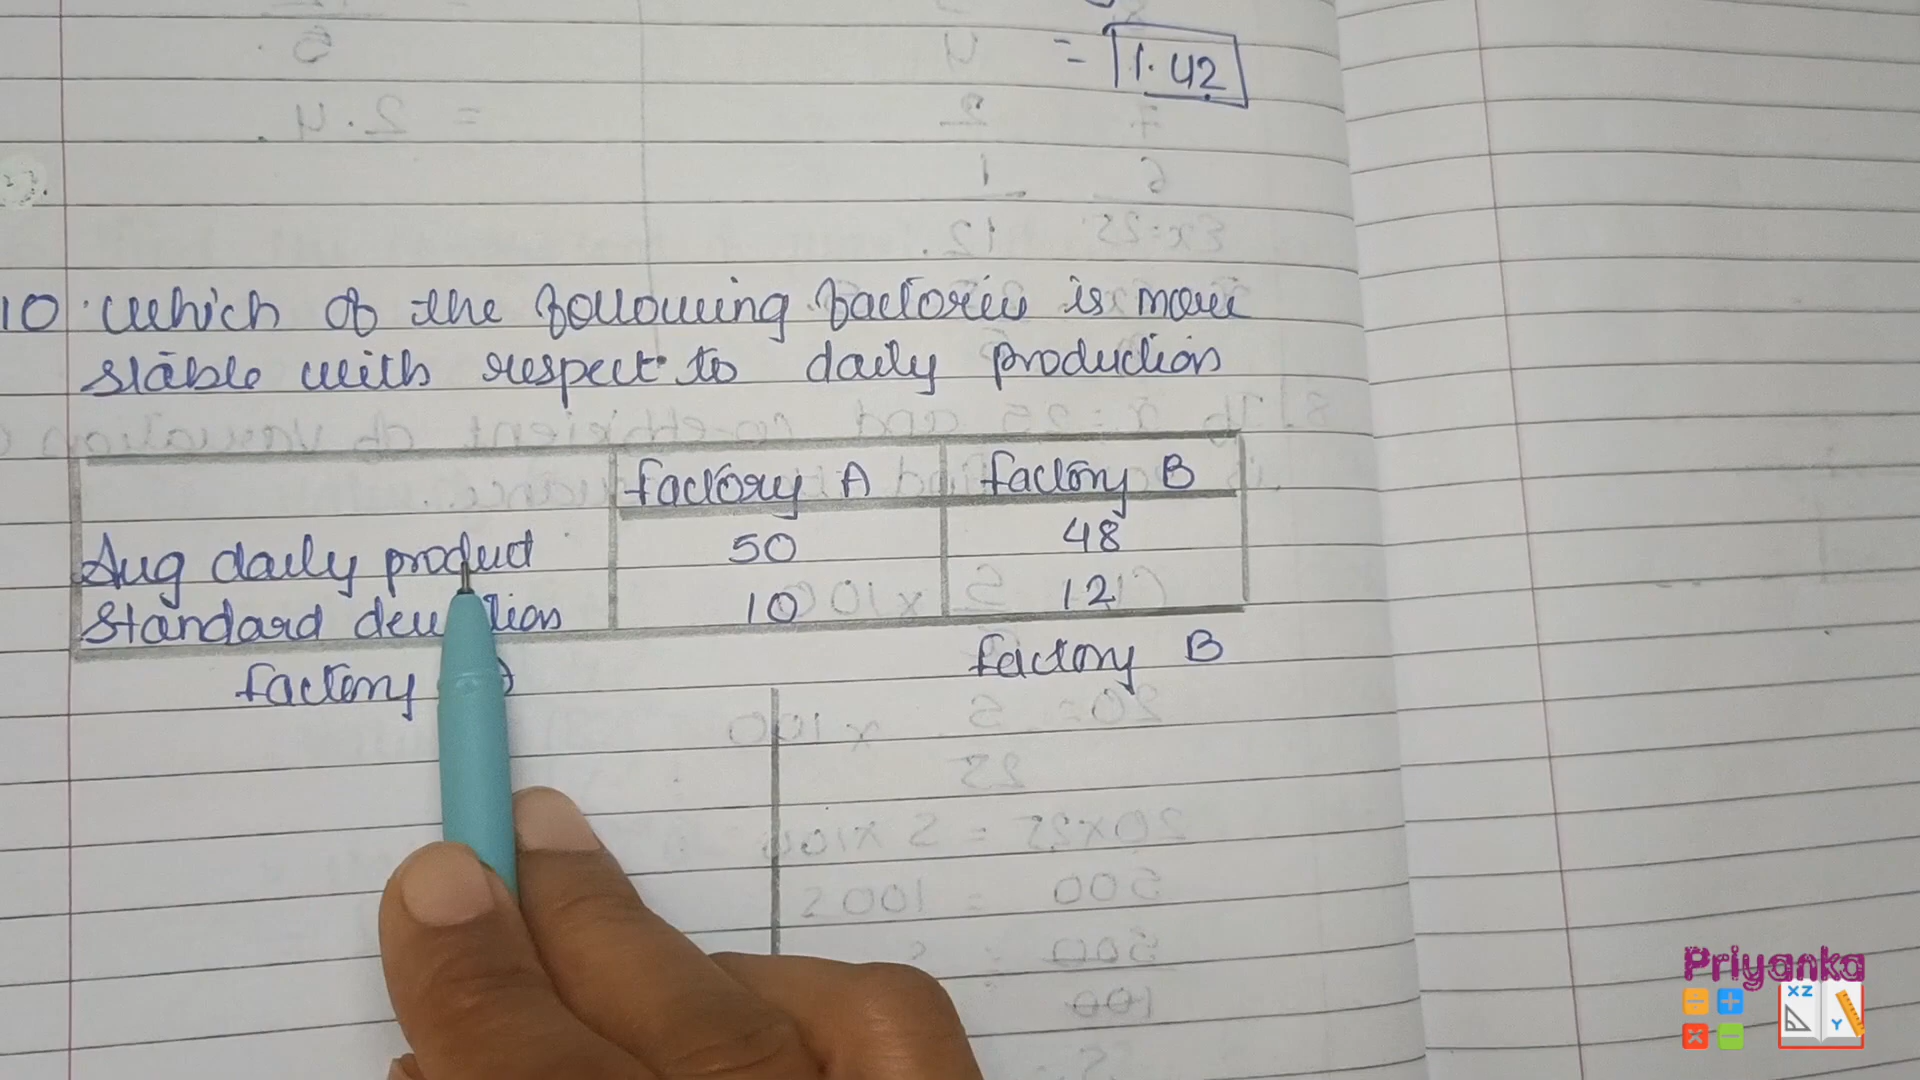 = 1.42
10. Which of the following factories is more
stable with respect to daily production
factory A factory B
Avg daily product 50 48
Standard deviation 10 12
factory factory B
Priyanka
XZ
Y